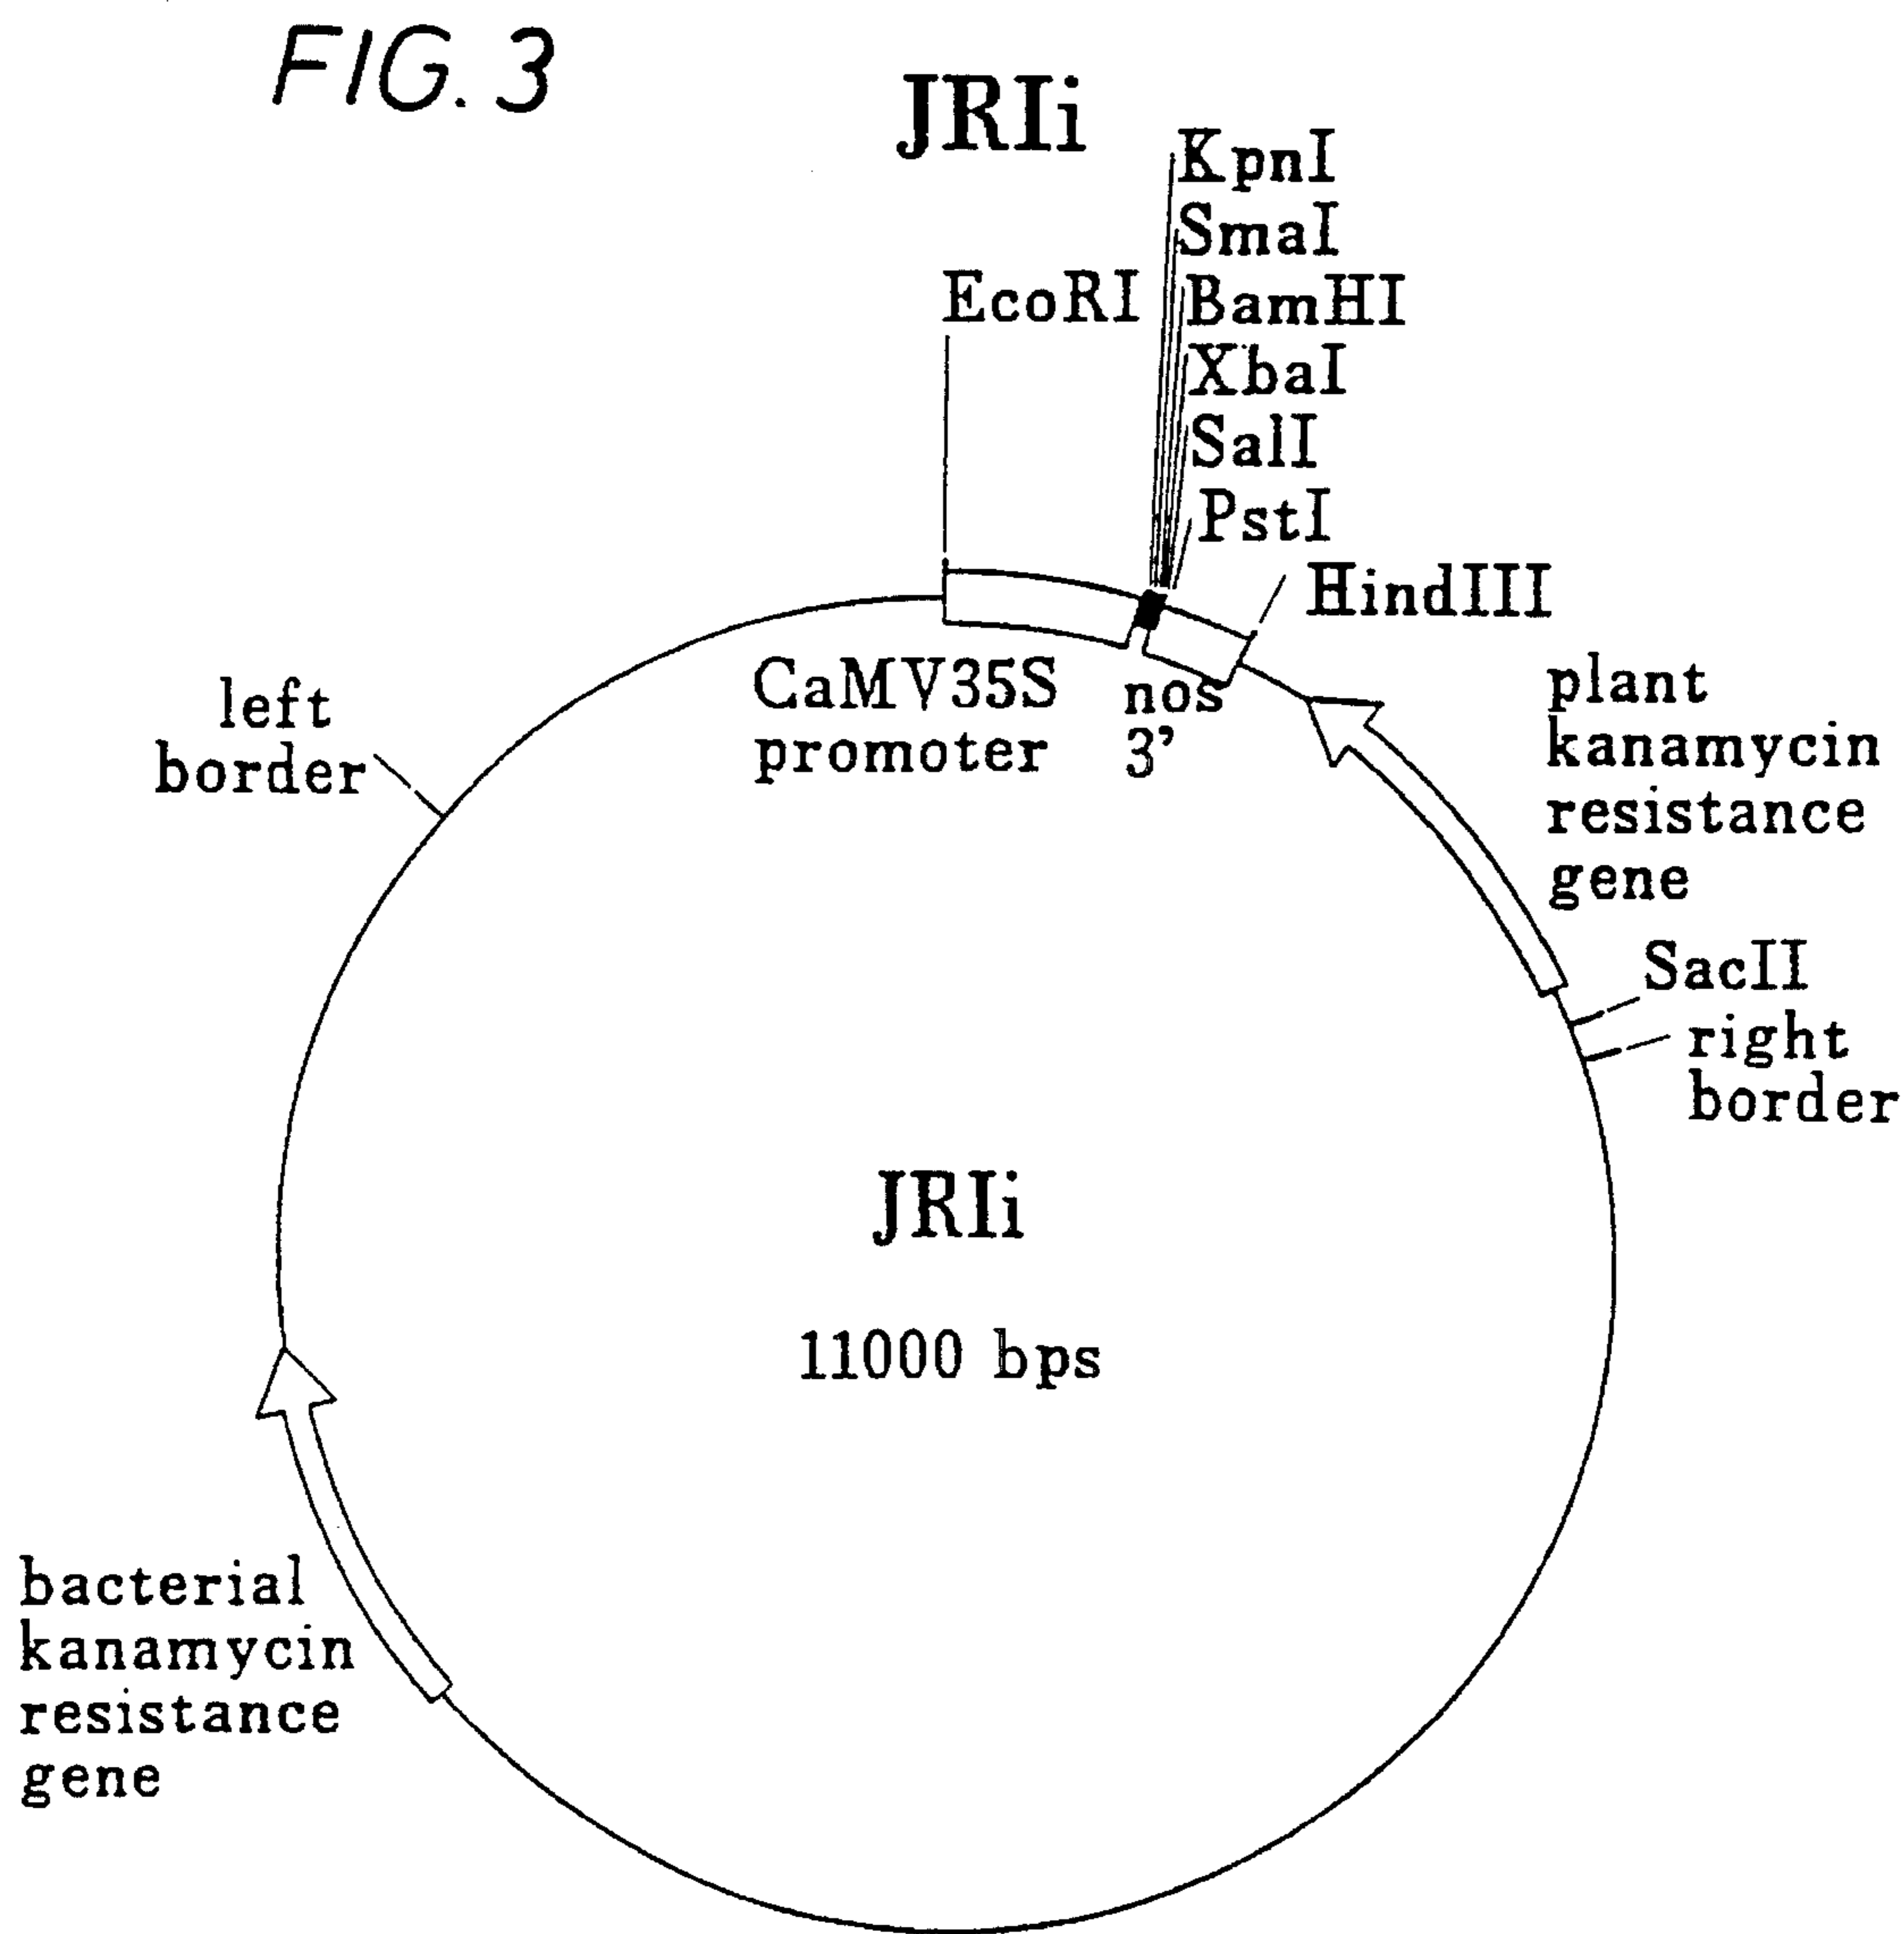 FIG. 3
JRIi
KpnI
SmaI
BamHI
EcoRI
XbaI
SalI
PstI
HindIII
CaMV35S
promoter
nos
3'
left
border
plant
kanamycin
resistance
gene
SacII
right
border
JRIi
11000 bps
bacterial
kanamycin
resistance
gene